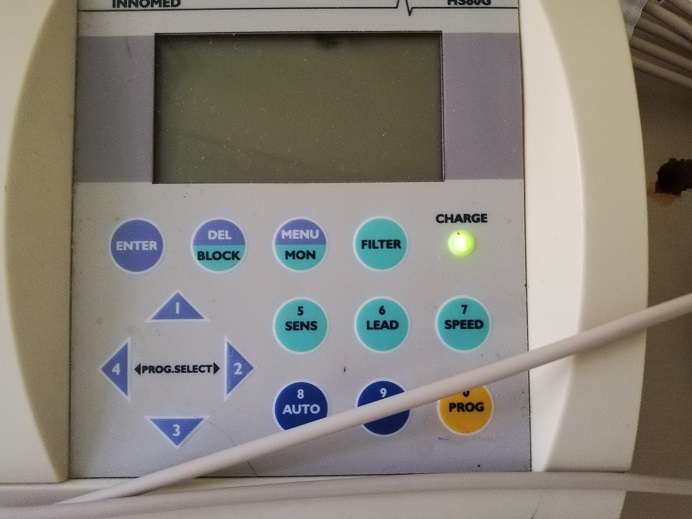 INNOMED HS80G
CHARGE
ENTER
DEL
BLOCK
MENU
MON
FILTER
1
5
SENS
6
LEAD
7
SPEED
4
PROG.SELECT
2
8
AUTO
9
PROG
3